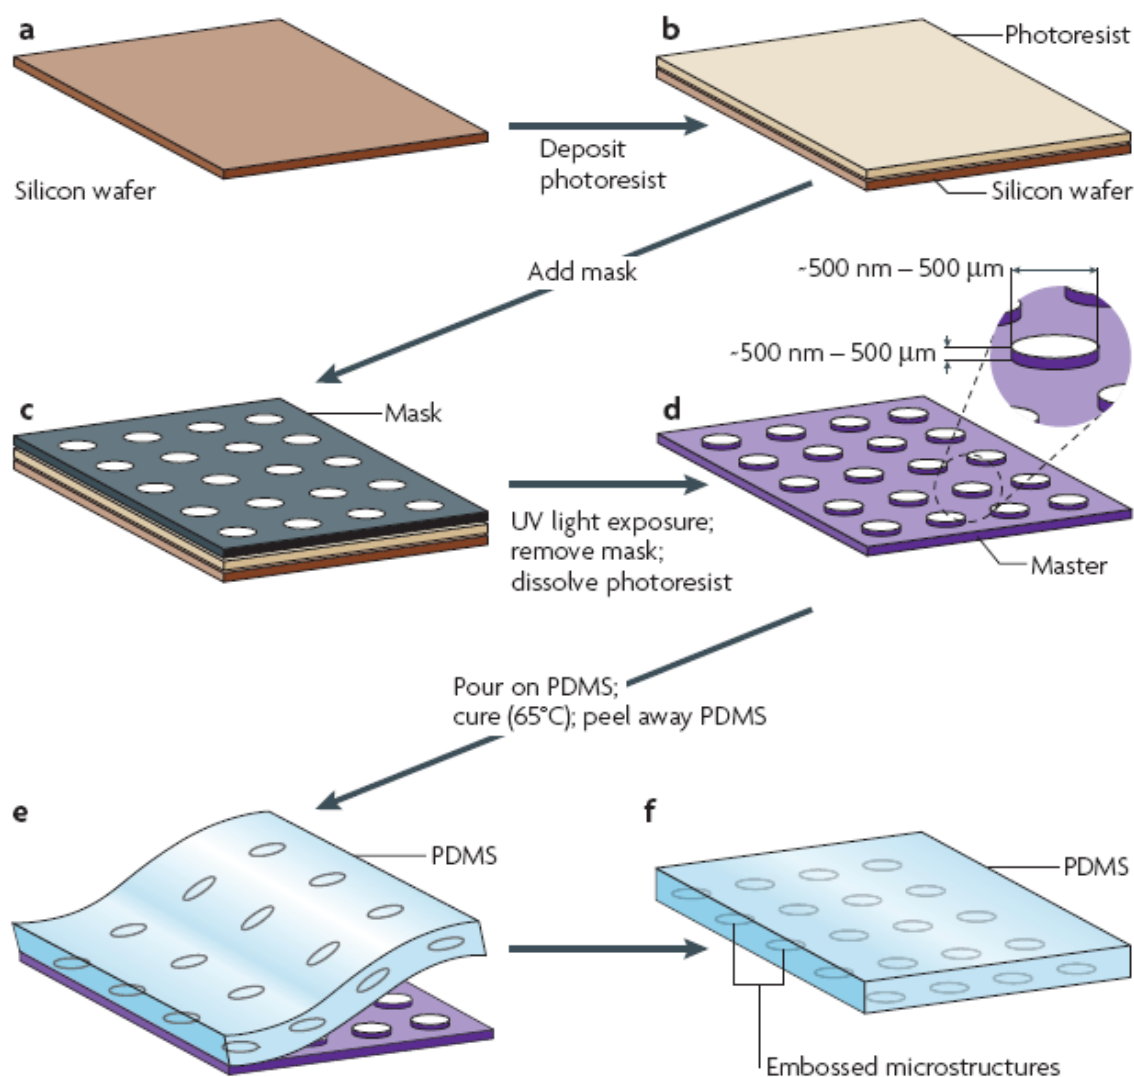 a
b
Photoresist
Deposit
photoresist
Silicon wafer
Silicon wafer
Add mask
~500 nm – 500 μm
~500 nm – 500 μm
c
Mask
d
UV light exposure;
remove mask;
dissolve photoresist
Master
Pour on PDMS;
cure (65°C); peel away PDMS
e
PDMS
f
PDMS
Embossed microstructures